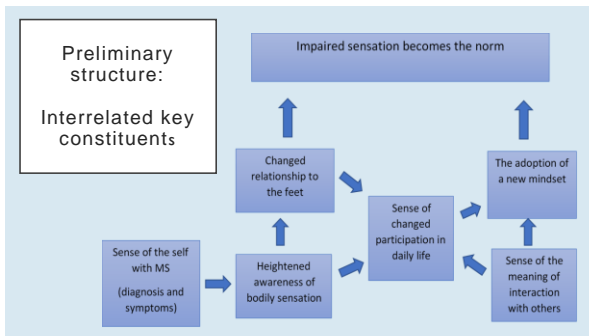 Preliminary
structure:
Interrelated key
constituents
Impaired sensation becomes the norm
Changed
relationship to
the feet
The adoption of
a new mindset
Sense of
changed
participation in
daily life
Sense of the self
with MS
(diagnosis and
symptoms)
Heightened
awareness of
bodily sensation
Sense of the
meaning of
interaction with
others